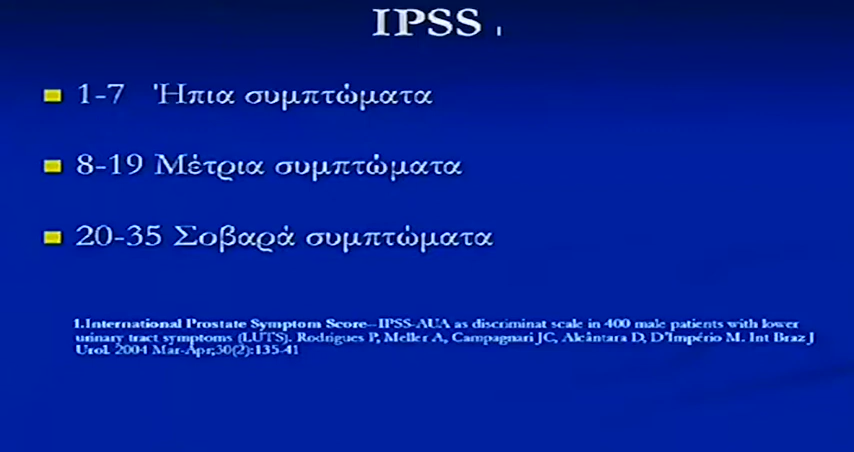 IPSS 1
1-7 Ήπια συμπτώματα
8-19 Μέτρια συμπτώματα
20-35 Σοβαρά συμπτώματα
1.International Prostate Symptom Score–IPSS-AUA as discriminat scale in 400 male patients with lower
urinary tract symptoms (LUTS). Rodrigues P, Meller A, Campagnari JC, Alcântara D, D'Império M. Int Braz J
Urol. 2004 Mar-Apr;30(2):135-41